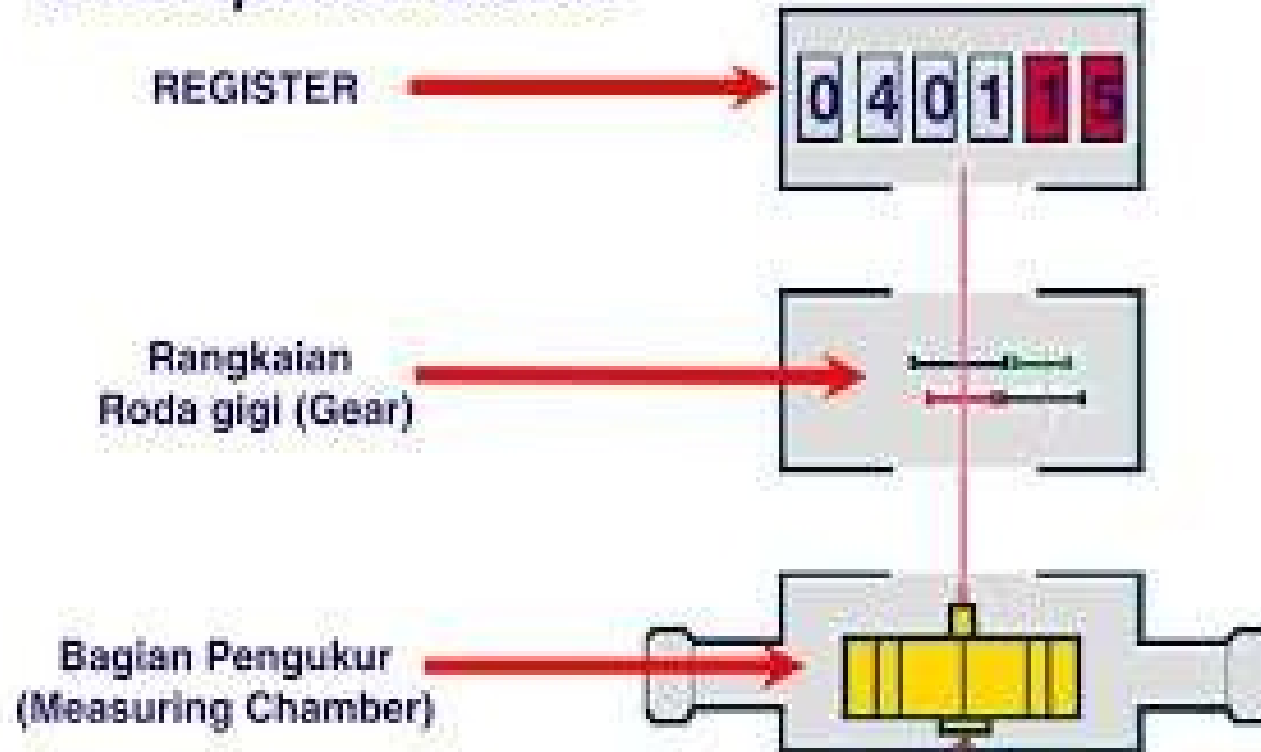 REGISTER
0 4 0 1 1 5
Rangkaian
Roda gigi (Gear)
Bagian Pengukur
(Measuring Chamber)